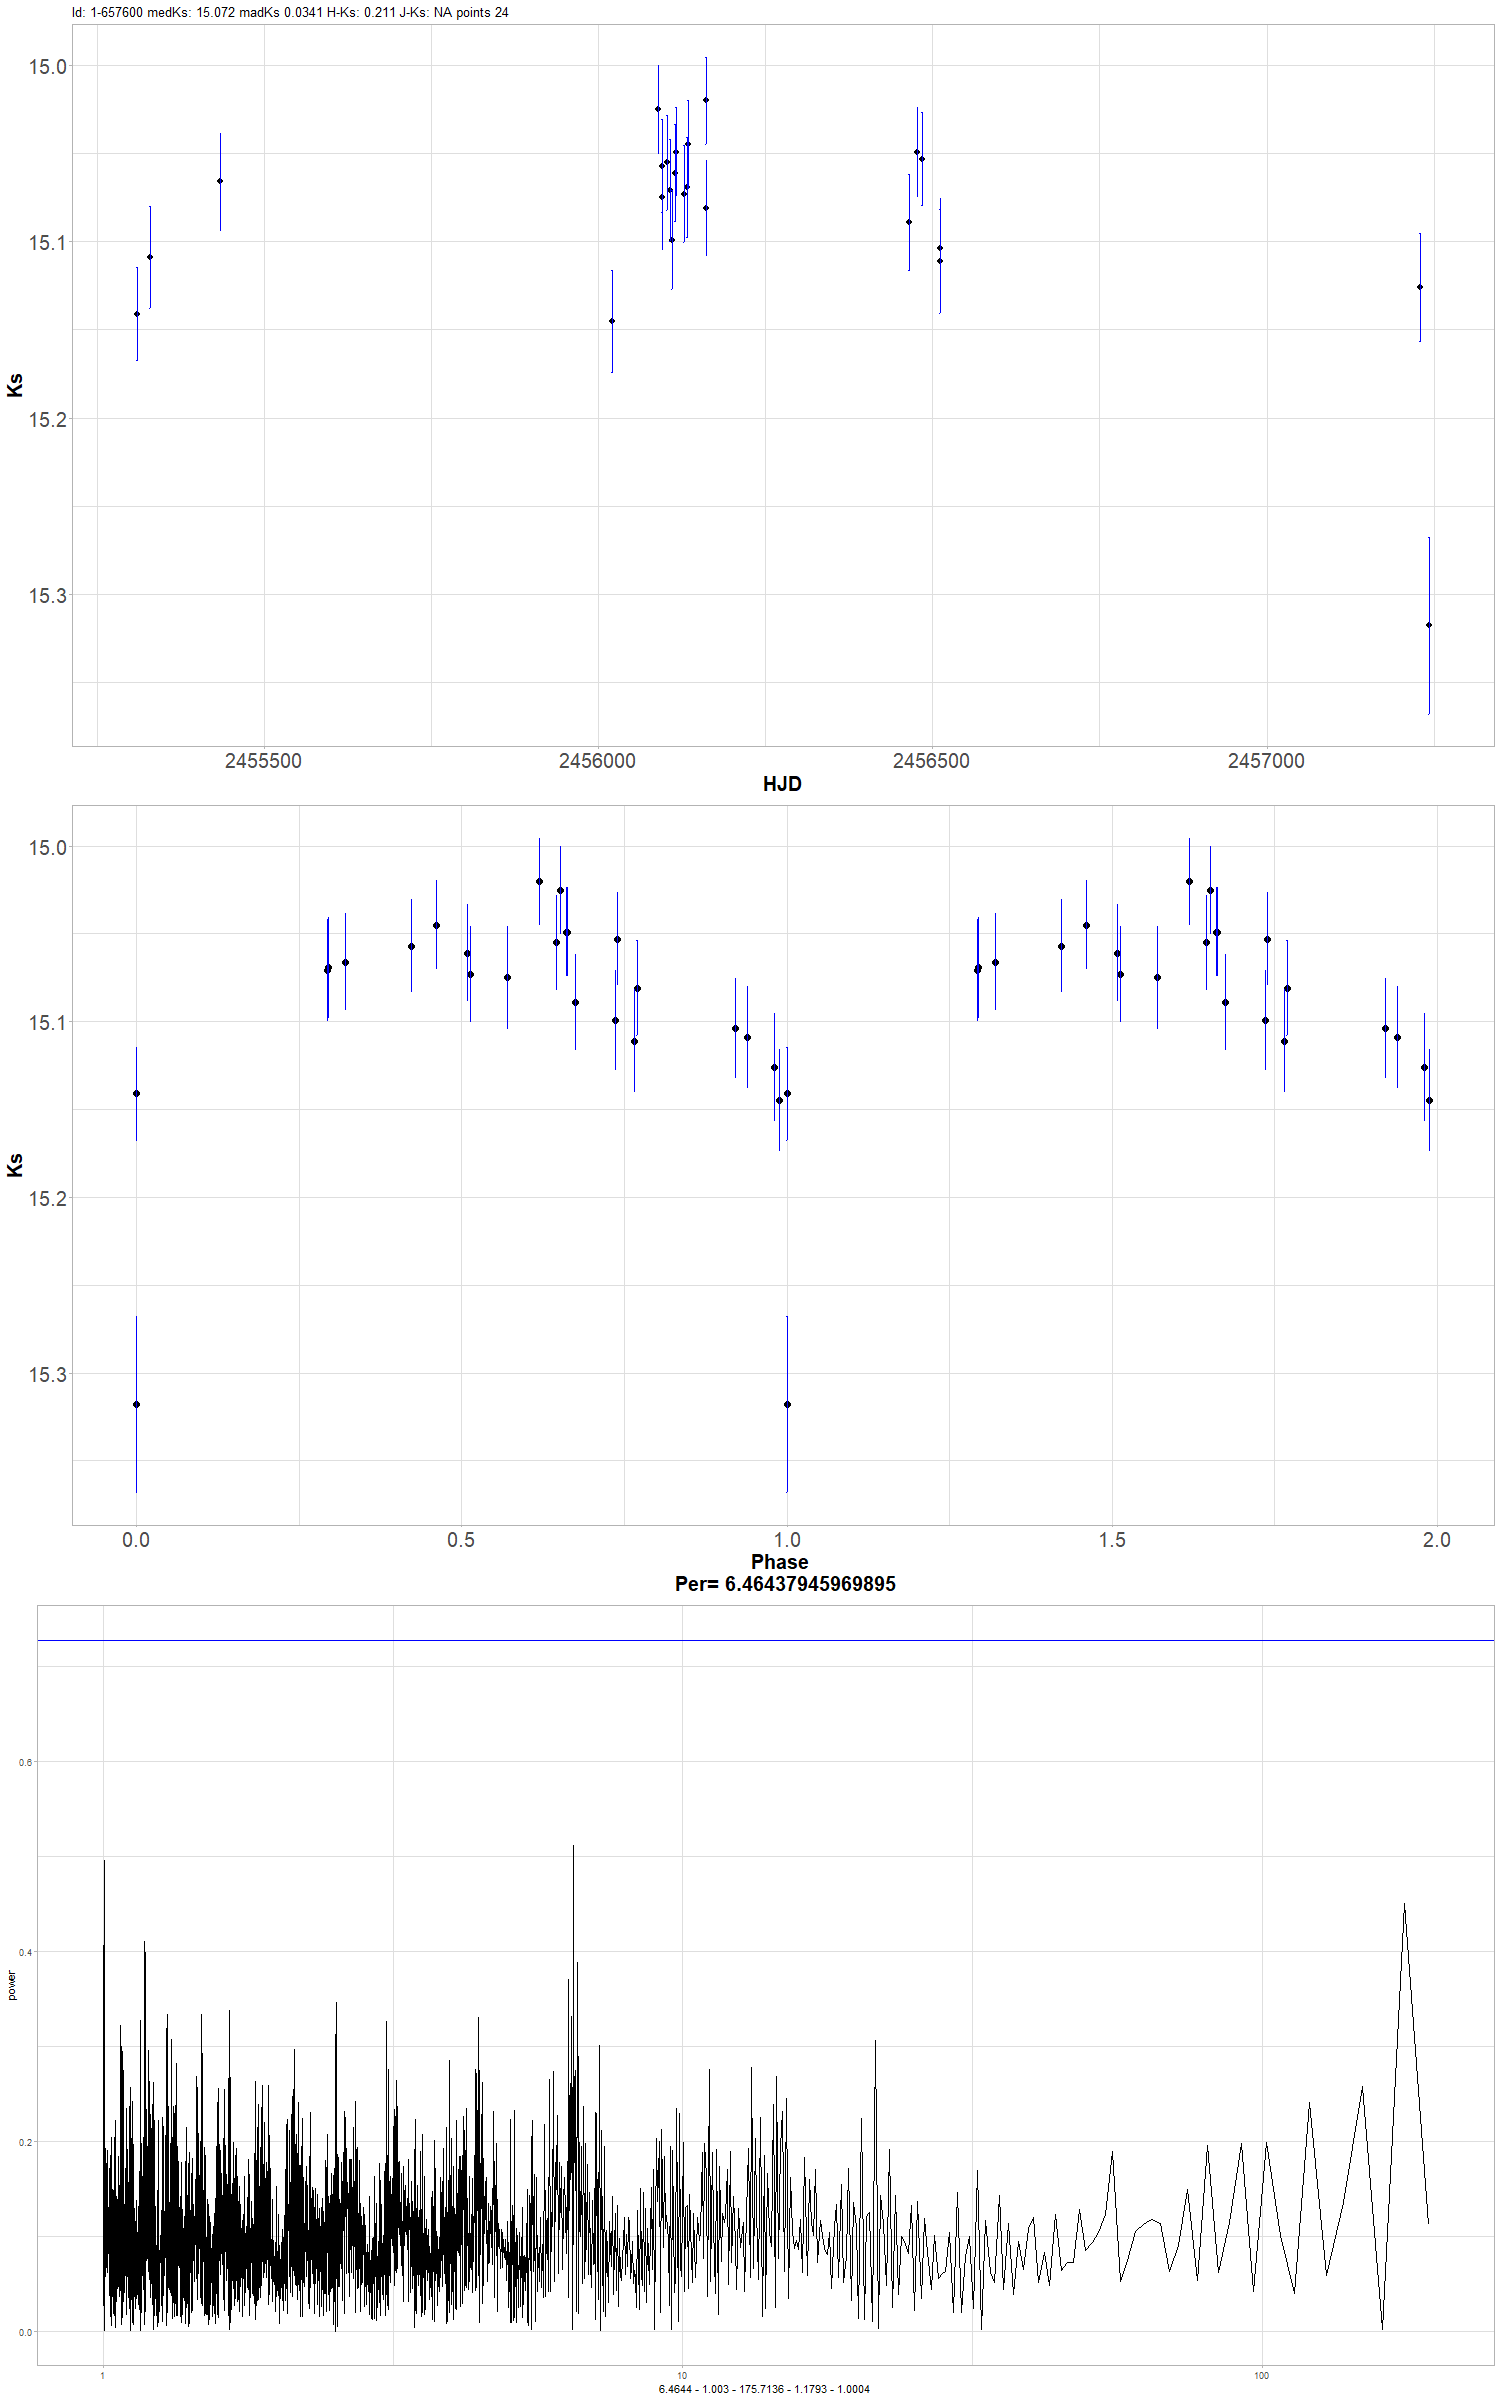 Id: 1-657600 medKs: 15.072 madKs 0.0341 H-Ks: 0.211 J-Ks: NA points 24
15.0
15.1
15.2
15.3
Ks
2455500 2456000 2456500 2457000
HJD
15.0
15.1
15.2
15.3
Ks
0.0 0.5 1.0 1.5 2.0
Phase
Per= 6.46437945969895
0.6
0.4
0.2
0.0
power
1 10 100
6.4644 - 1.003 - 175.7136 - 1.1793 - 1.0004